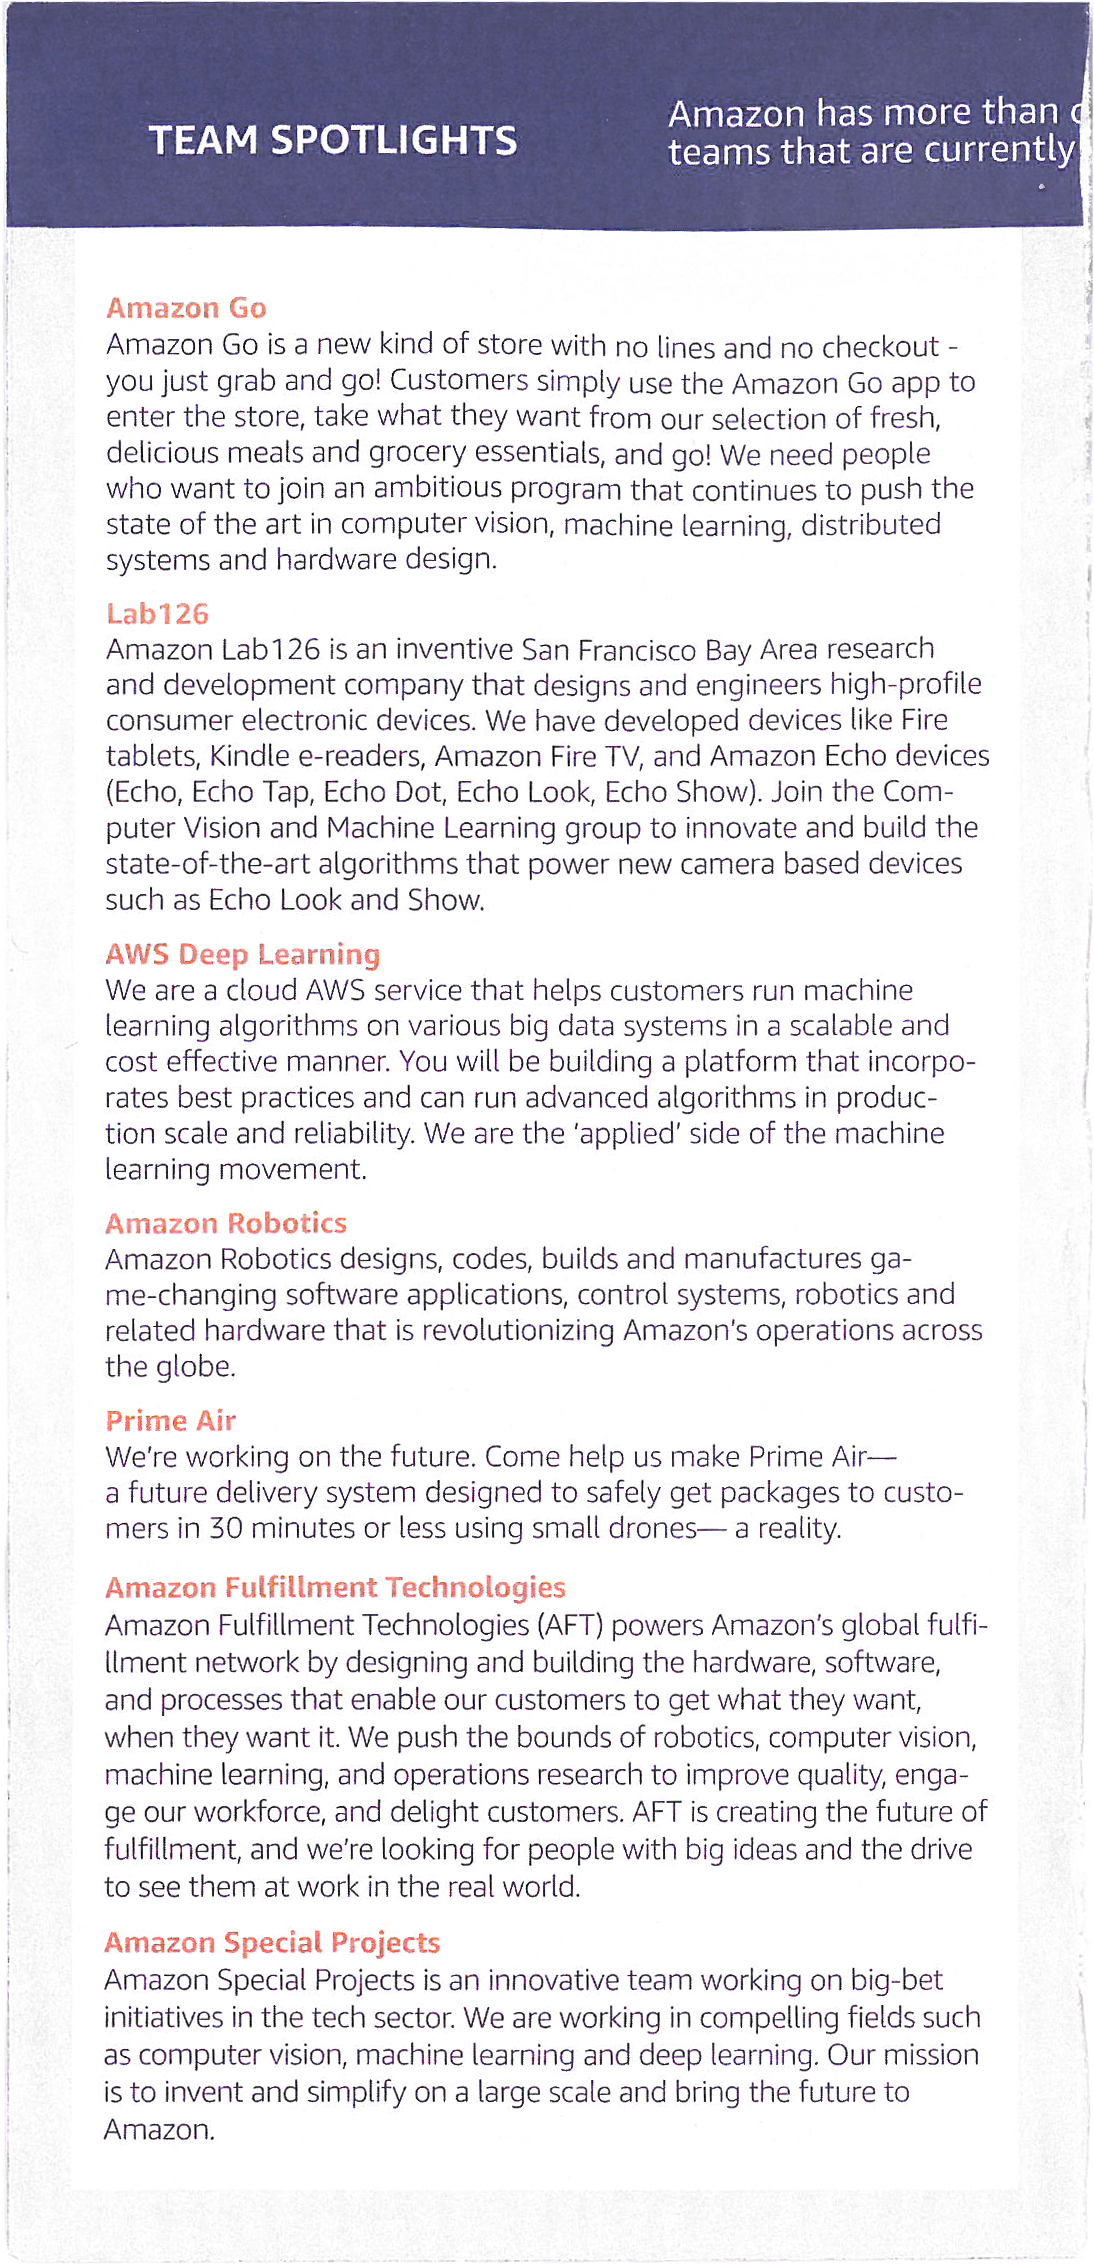 TEAM SPOTLIGHTS
Amazon has more than
teams that are currently
Amazon Go
Amazon Go is a new kind of store with no lines and no checkout -
you just grab and go! Customers simply use the Amazon Go app to
enter the store, take what they want from our selection of fresh,
delicious meals and grocery essentials, and go! We need people
who want to join an ambitious program that continues to push the
state of the art in computer vision, machine learning, distributed
systems and hardware design.
Lab126
Amazon Lab126 is an inventive San Francisco Bay Area research
and development company that designs and engineers high-profile
consumer electronic devices. We have developed devices like Fire
tablets, Kindle e-readers, Amazon Fire TV, and Amazon Echo devices
(Echo, Echo Tap, Echo Dot, Echo Look, Echo Show). Join the Com-
puter Vision and Machine Learning group to innovate and build the
state-of-the-art algorithms that power new camera based devices
such as Echo Look and Show.
AWS Deep Learning
We are a cloud AWS service that helps customers run machine
learning algorithms on various big data systems in a scalable and
cost effective manner. You will be building a platform that incorpo-
rates best practices and can run advanced algorithms in produc-
tion scale and reliability. We are the 'applied' side of the machine
learning movement.
Amazon Robotics
Amazon Robotics designs, codes, builds and manufactures ga-
me-changing software applications, control systems, robotics and
related hardware that is revolutionizing Amazon's operations across
the globe.
Prime Air
We're working on the future. Come help us make Prime Air—
a future delivery system designed to safely get packages to custo-
mers in 30 minutes or less using small drones— a reality.
Amazon Fulfillment Technologies
Amazon Fulfillment Technologies (AFT) powers Amazon's global fulfi-
llment network by designing and building the hardware, software,
and processes that enable our customers to get what they want,
when they want it. We push the bounds of robotics, computer vision,
machine learning, and operations research to improve quality, enga-
ge our workforce, and delight customers. AFT is creating the future of
fulfillment, and we're looking for people with big ideas and the drive
to see them at work in the real world.
Amazon Special Projects
Amazon Special Projects is an innovative team working on big-bet
initiatives in the tech sector. We are working in compelling fields such
as computer vision, machine learning and deep learning. Our mission
is to invent and simplify on a large scale and bring the future to
Amazon.